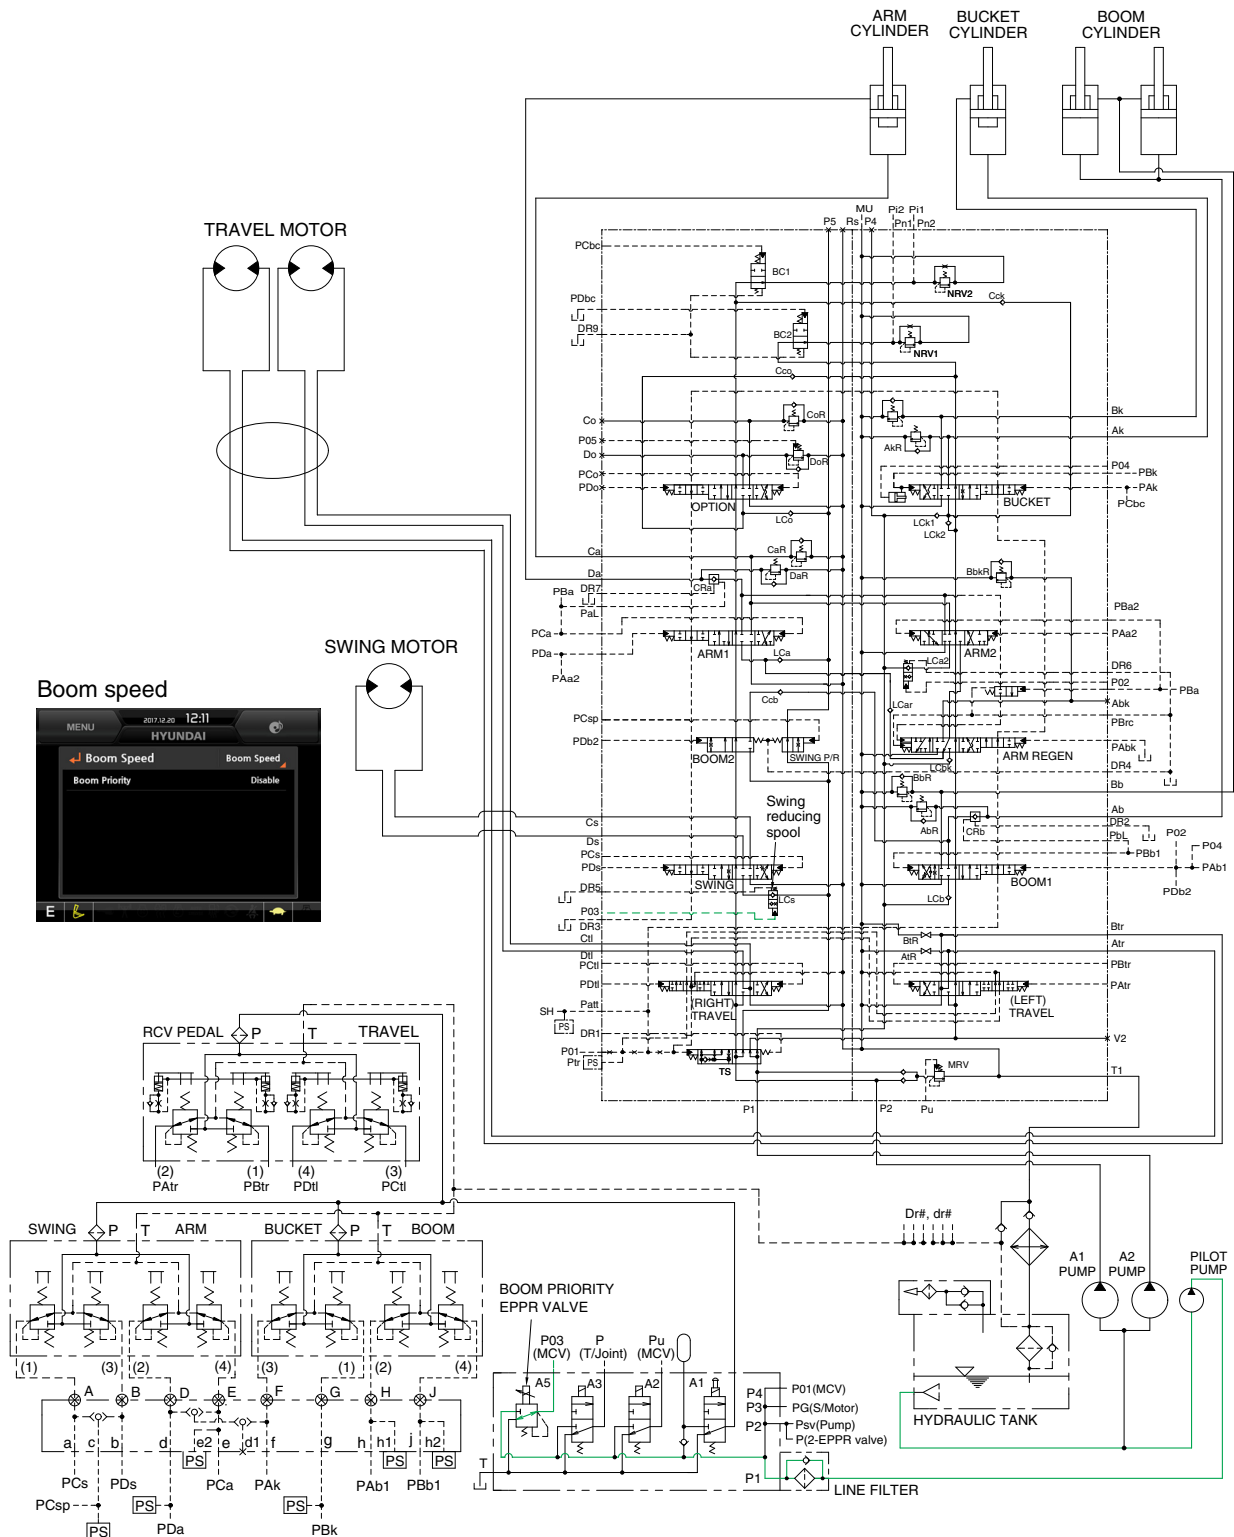 ARM CYLINDER
BUCKET CYLINDER
BOOM CYLINDER
TRAVEL MOTOR
SWING MOTOR
Boom speed
MENU
2017.12.20 12:11
HYUNDAI
Boom Speed
Boom Speed
Boom Priority
Disable
E
MU
Pi2 Pi1
P5 Rs P4 Pn1 Pn2
PCbc
BC1
NRV2
Cck
PDbc
DR9
BC2
NRV1
Cco
Co
CoR
Bk
AkR
Ak
P05
Do
DoR
P04
PCo
PBk
PDo
PAk
OPTION
BUCKET
PCbc
LCo
LCk1
LCk2
Ca
CaR
Da
DaR
BbkR
DR7
CRa
PBa
PaL
PBa2
PCa
PAa2
PDa
ARM1
ARM2
PAa2
LCa
LCa2
DR6
P02
PBa
Ccb
LCar
Abk
PCsp
PBrc
PDb2
PAbk
BOOM2
SWING P/R
ARM REGEN
LCbk
DR4
BbR
Bb
Swing reducing spool
AbR
CRb
Ab
DR2
PbL
P02
Cs
Ds
PCs
PBb1
P04
PDs
PAb1
SWING
BOOM1
PDb2
DR5
LCs
LCb
P03
DR3
Btr
Ctl
BtR
Atr
Dtl
AtR
PCtl
PBtr
PDtl
PAtr
(RIGHT) TRAVEL
(LEFT) TRAVEL
Patt
SH
PS
DR1
V2
P01
Ptr
PS
TS
MRV
T1
P1
P2
Pu
RCV PEDAL
P
T
TRAVEL
(2)
(1)
(4)
(3)
PAtr
PBtr
PDtl
PCtl
SWING
P
T
ARM
BUCKET
P
T
BOOM
(1)
(3)
(2)
(4)
(3)
(1)
(2)
(4)
A
B
D
E
F
G
H
J
a
c
b
d
e2
e
d1
f
g
h
h1
j
h2
PS
PS
PS
PCs
PDs
PCa
PAk
PAb1
PBb1
PCsp
PS
PS
PS
PDa
PBk
BOOM PRIORITY EPPR VALVE
P03 (MCV)
P (T/Joint)
Pu (MCV)
A5
A3
A2
A1
T
P4
P01(MCV)
P3
PG(S/Motor)
P2
Psv(Pump)
P(2-EPPR valve)
P1
LINE FILTER
Dr#, dr#
A1 PUMP
A2 PUMP
PILOT PUMP
HYDRAULIC TANK